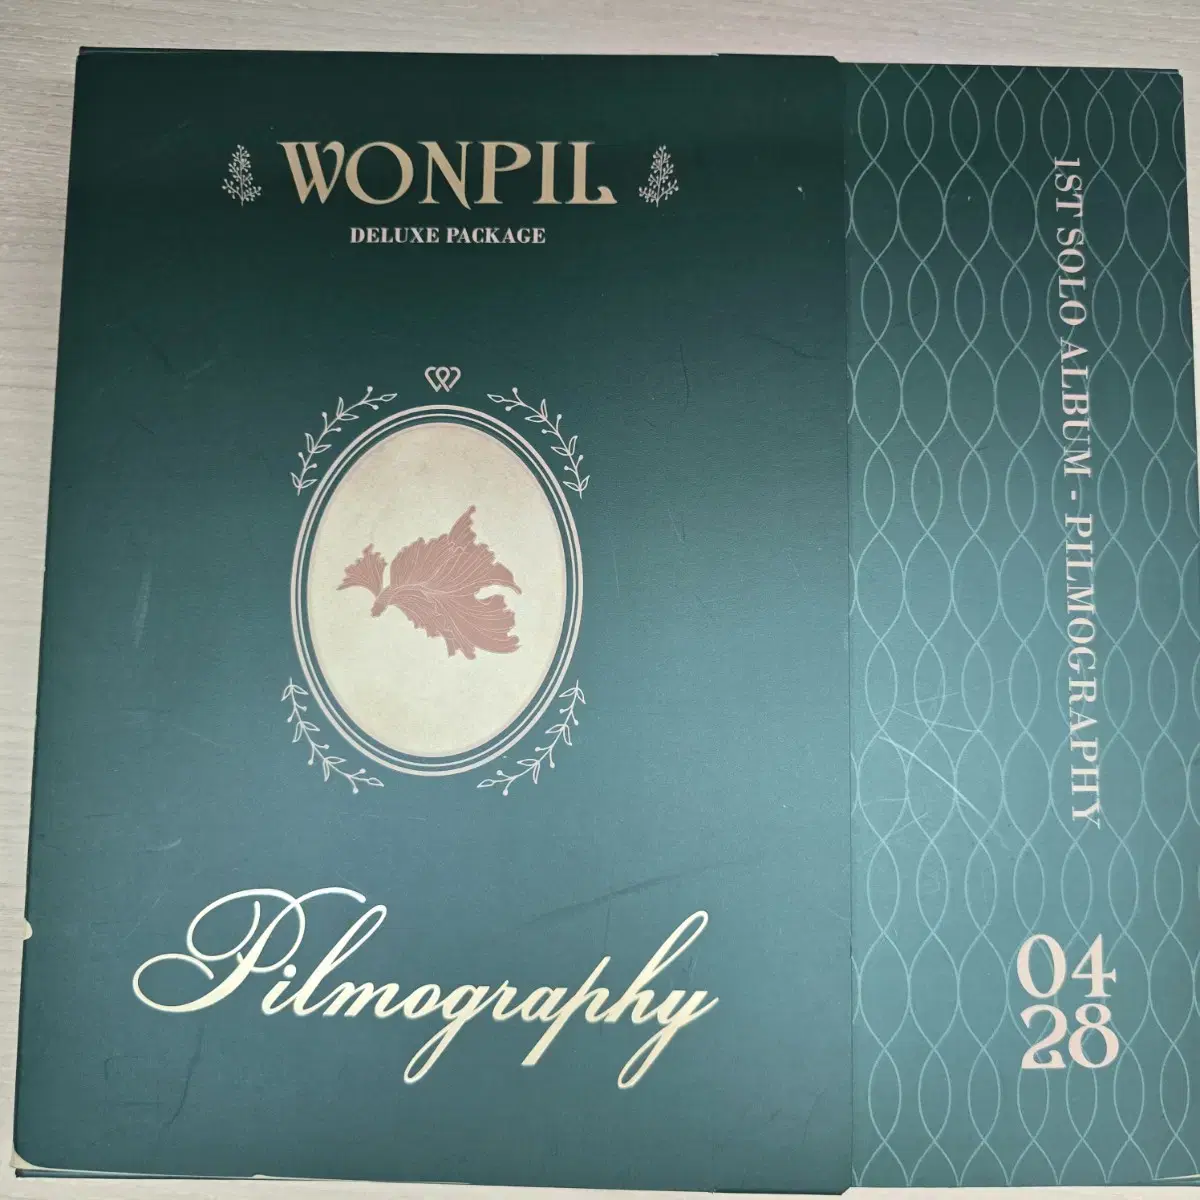 WONPIL
DELUXE PACKAGE
Pilmography
1ST SOLO ALBUM - PILMOGRAPHY
04
28